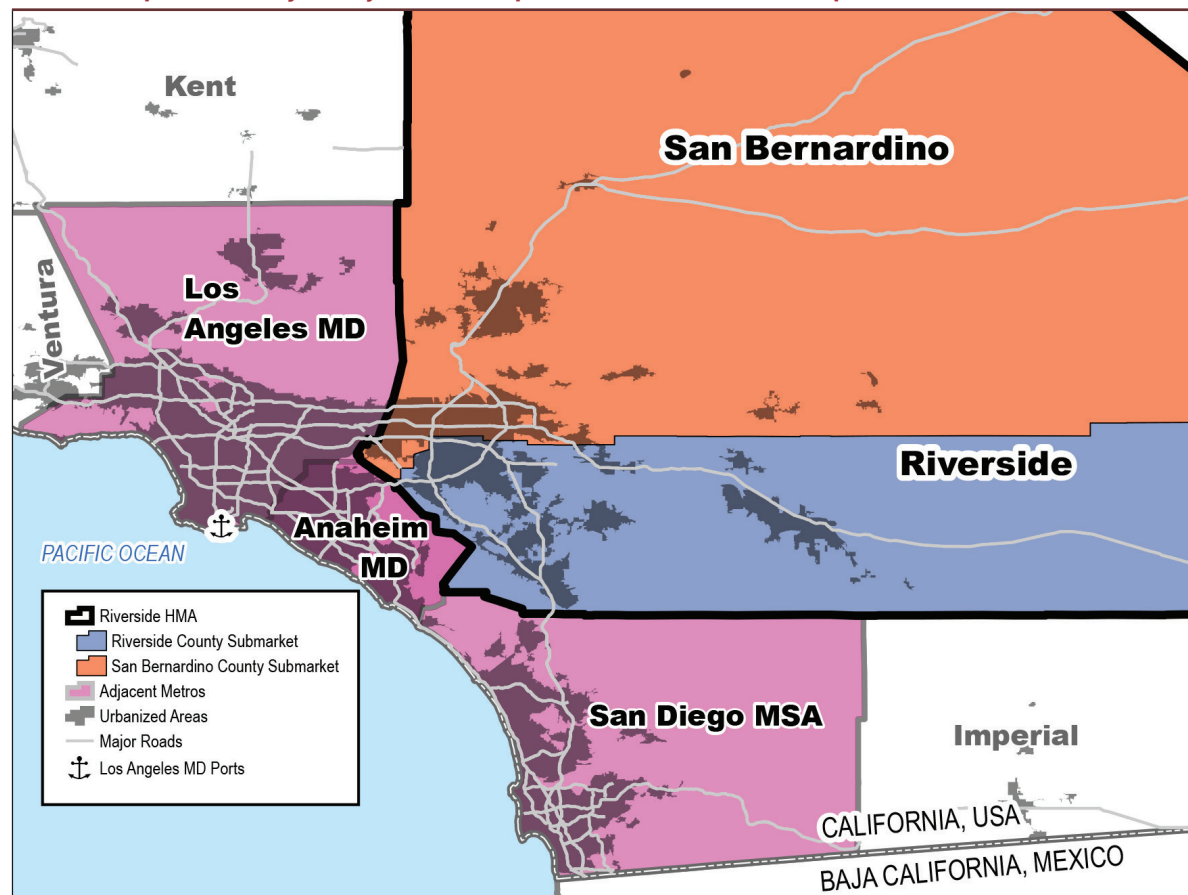 Kent
San Bernardino
Los
Angeles MD
Ventura
Riverside
Anaheim
MD
PACIFIC OCEAN
Riverside HMA
Riverside County Submarket
San Bernardino County Submarket
Adjacent Metros
Urbanized Areas
Major Roads
Los Angeles MD Ports
San Diego MSA
Imperial
CALIFORNIA, USA
BAJA CALIFORNIA, MEXICO